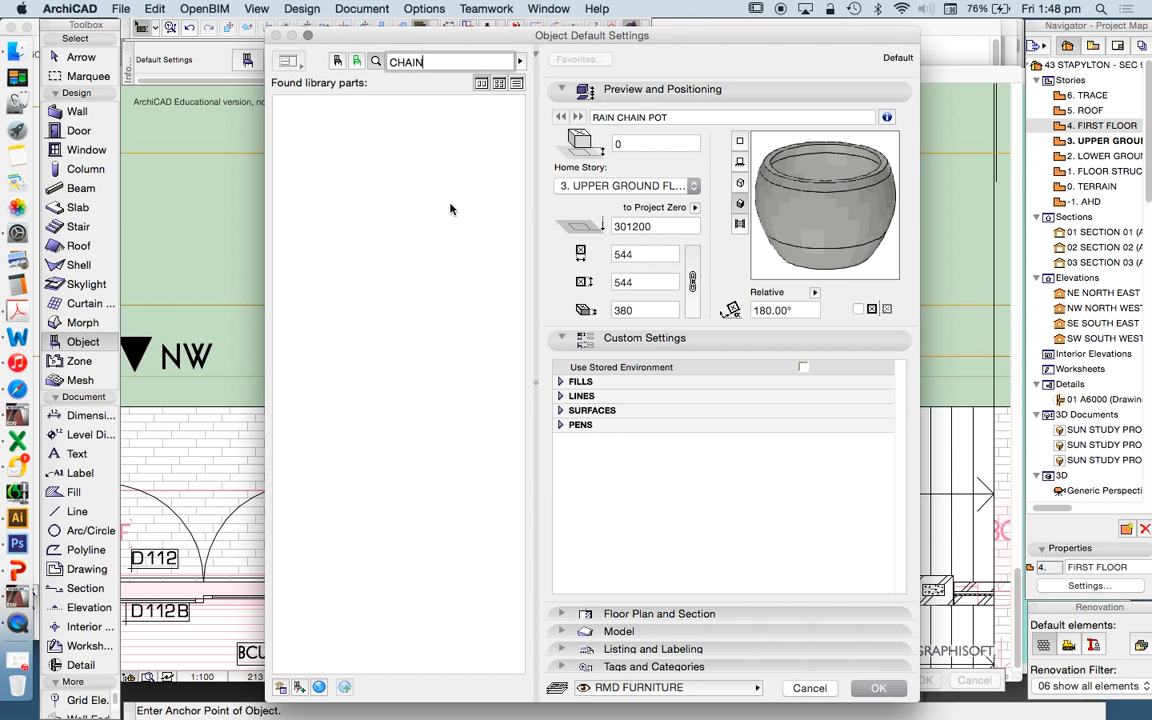 ArchiCAD File Edit OpenBIM View Design Document Options Teamwork Window Help 76% Fri 1:48 pm
Toolbox
Select
Arrow
Marquee
Design
Wall
Door
Window
Column
Beam
Slab
Stair
Roof
Shell
Skylight
Curtain ...
Morph
Object
Zone
Mesh
Document
Dimensi...
Level Di...
Text
Label
Fill
Line
Arc/Circle
Polyline
Drawing
Section
Elevation
Interior ...
Worksh...
Detail
More
Grid Ele...
Default Settings
ArchiCAD Educational version, no
NW
D112
D112B
BCU
1:100
Enter Anchor Point of Object.
Object Default Settings
CHAIN
Found library parts:
Favorites...
Default
Preview and Positioning
RAIN CHAIN POT
0
Home Story:
3. UPPER GROUND FL...
to Project Zero
301200
544
544
380
Relative
180.00°
Custom Settings
Use Stored Environment
FILLS
LINES
SURFACES
PENS
Floor Plan and Section
Model
Listing and Labeling
Tags and Categories
RMD FURNITURE
Cancel
OK
GRAPHISOFT.
OK
Cancel
Navigator - Project Map
43 STAPYLTON - SEC 9
Stories
6. TRACE
5. ROOF
4. FIRST FLOOR
3. UPPER GROUND
2. LOWER GROUN
1. FLOOR STRUC
0. TERRAIN
-1. AHD
Sections
01 SECTION 01 (A
02 SECTION 02 (A
03 SECTION 03 (A
Elevations
NE NORTH EAST
NW NORTH WEST
SE SOUTH EAST
SW SOUTH WEST
Interior Elevations
Worksheets
Details
01 A6000 (Drawin
3D Documents
SUN STUDY PRO
SUN STUDY PRO
SUN STUDY PRO
3D
Generic Perspecti
Properties
4. FIRST FLOOR
Settings...
Renovation
Default elements:
Renovation Filter:
06 show all elements